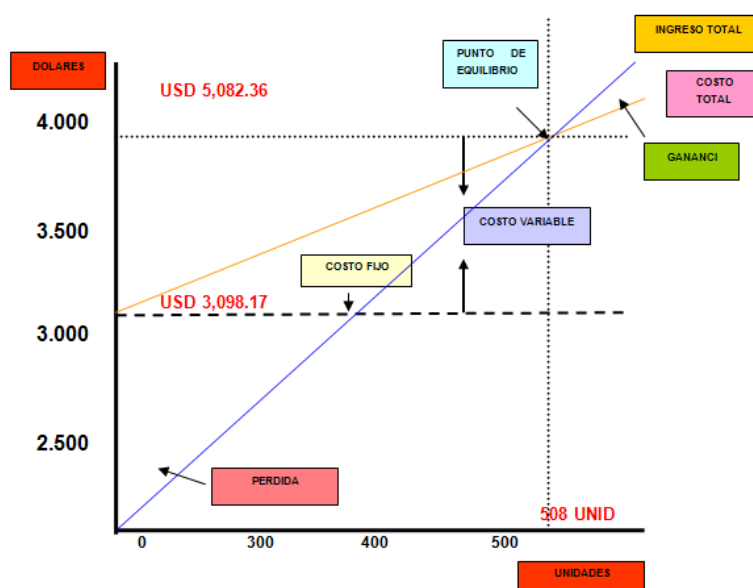 INGRESO TOTAL
PUNTO DE
EQUILIBRIO
DOLARES
COSTO
TOTAL
USD 5,082.36
4.000
GANANCI
3.500
COSTO VARIABLE
COSTO FIJO
USD 3,098.17
3.000
2.500
PERDIDA
508 UNID
0 300 400 500
UNIDADES